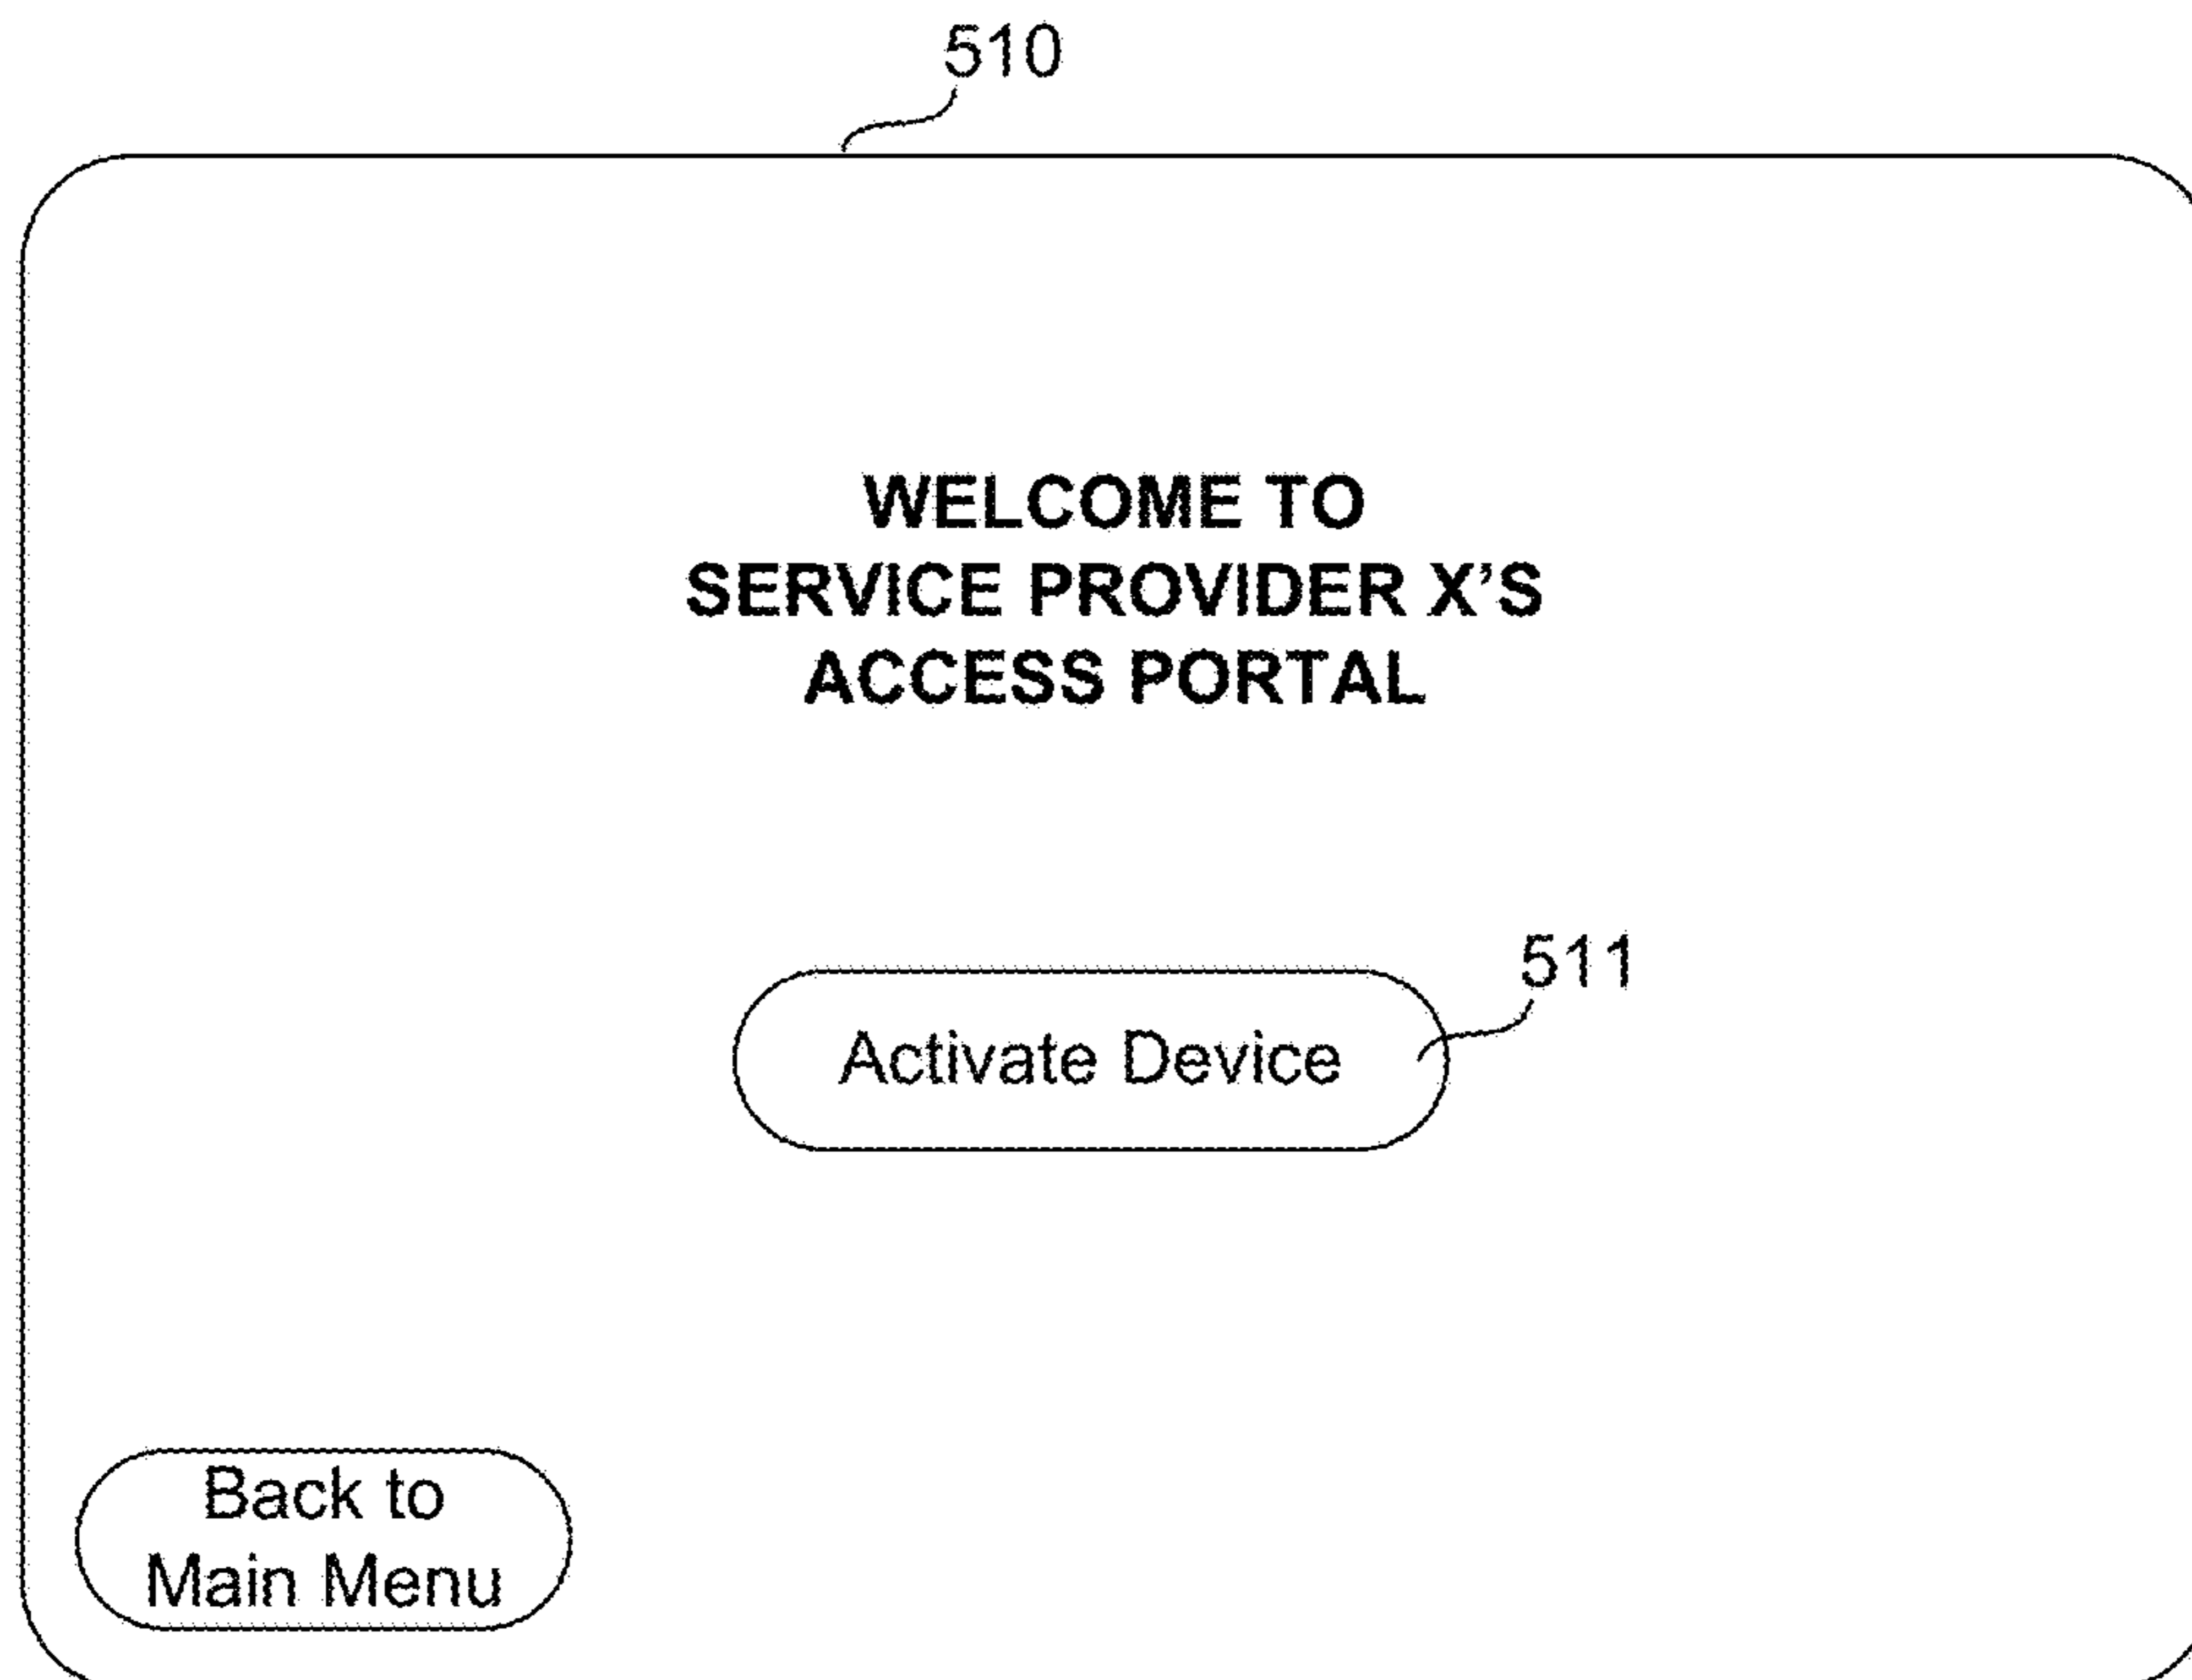 510
WELCOME TO
SERVICE PROVIDER X’S
ACCESS PORTAL
511
Activate Device
Back to
Main Menu